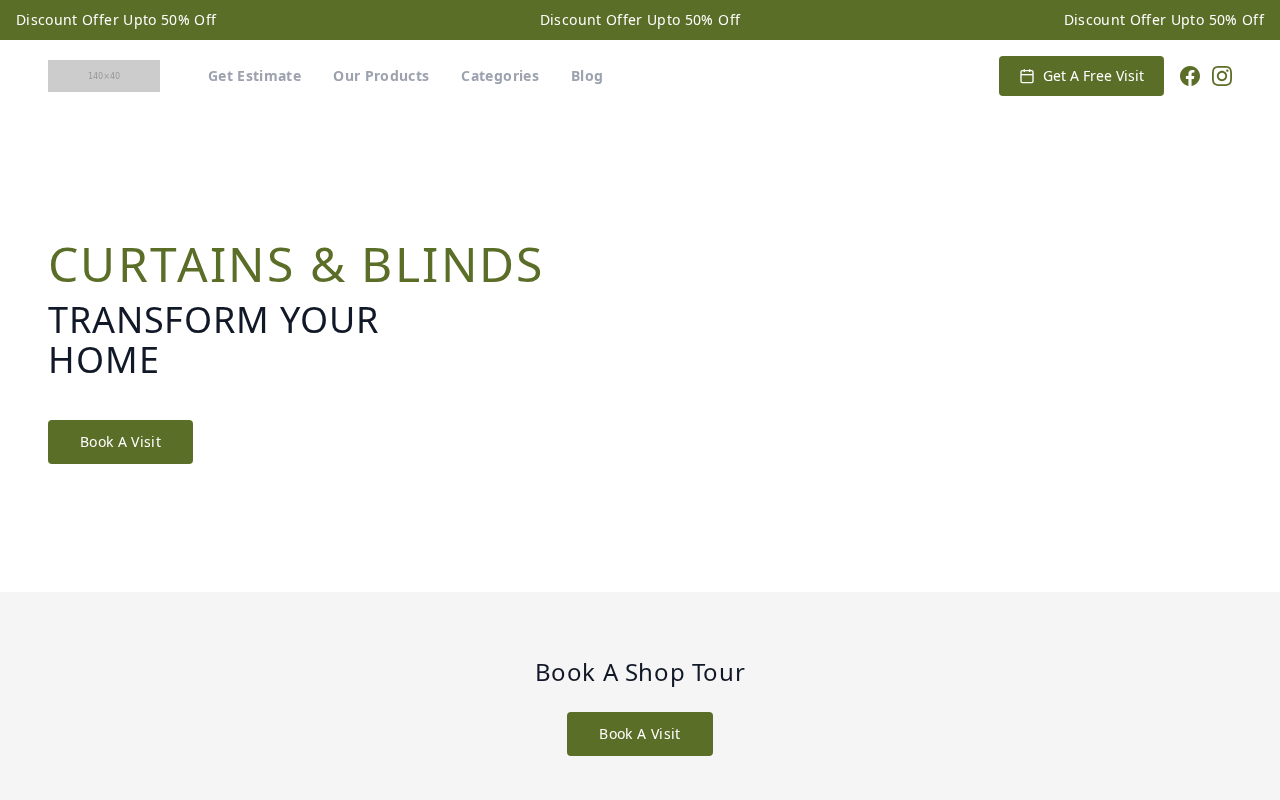 Discount Offer Upto 50% Off
Discount Offer Upto 50% Off
Discount Offer Upto 50% Off
140×40
Get Estimate
Our Products
Categories
Blog
Get A Free Visit
CURTAINS & BLINDS
TRANSFORM YOUR
HOME
Book A Visit
Book A Shop Tour
Book A Visit